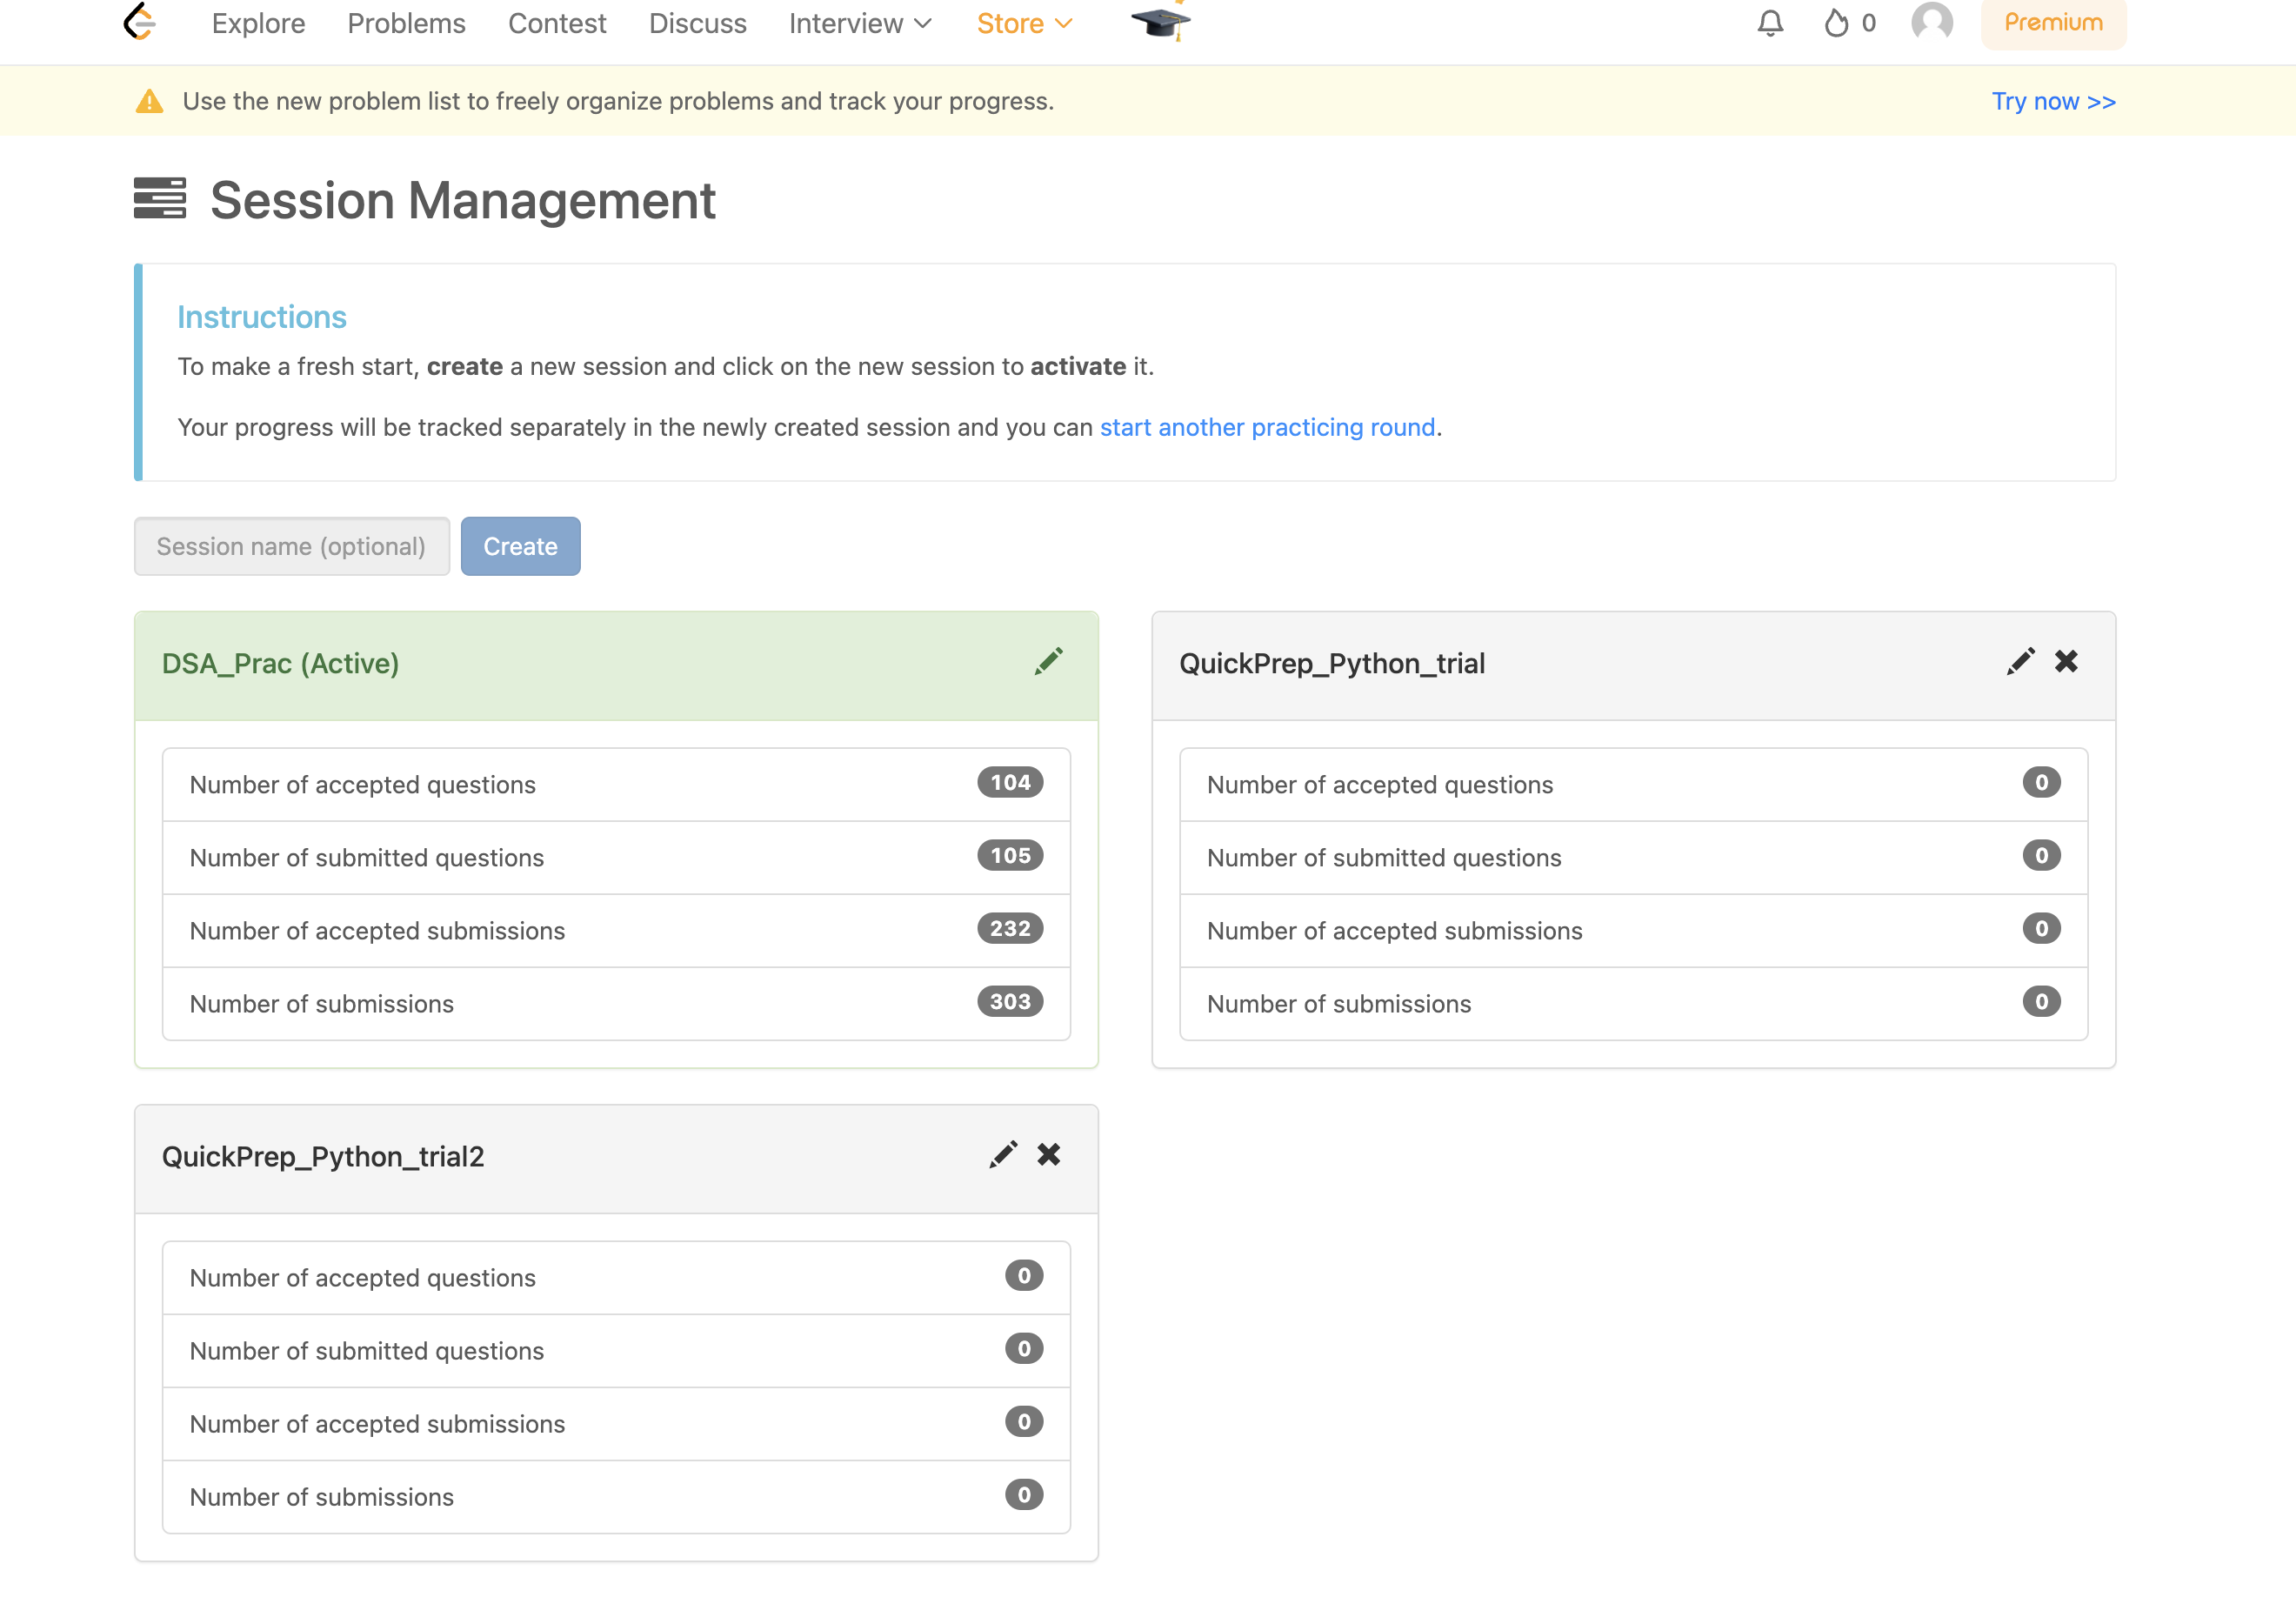 Explore Problems Contest Discuss Interview Store 0 Premium
Use the new problem list to freely organize problems and track your progress. Try now >>
Session Management
Instructions
To make a fresh start, create a new session and click on the new session to activate it.
Your progress will be tracked separately in the newly created session and you can start another practicing round.
Session name (optional) Create
DSA_Prac (Active)
Number of accepted questions 104
Number of submitted questions 105
Number of accepted submissions 232
Number of submissions 303
QuickPrep_Python_trial
Number of accepted questions 0
Number of submitted questions 0
Number of accepted submissions 0
Number of submissions 0
QuickPrep_Python_trial2
Number of accepted questions 0
Number of submitted questions 0
Number of accepted submissions 0
Number of submissions 0